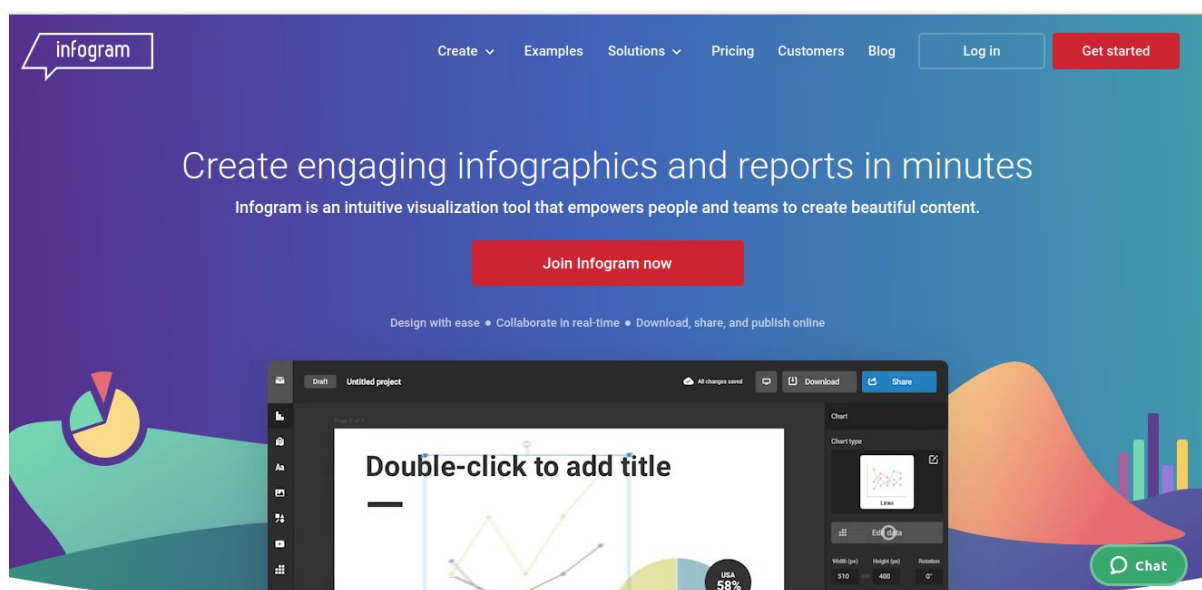 infogram
Create Examples Solutions Pricing Customers Blog Log in Get started
Create engaging infographics and reports in minutes
Infogram is an intuitive visualization tool that empowers people and teams to create beautiful content.
Join Infogram now
Design with ease • Collaborate in real-time • Download, share, and publish online
Draft Untitled project All changes saved Download Share
Chart
Chart type
Lines
Edit data
Width (px) Height (px) Rotation
510 400 0°
Aa
Double-click to add title
USA
58%
Chat